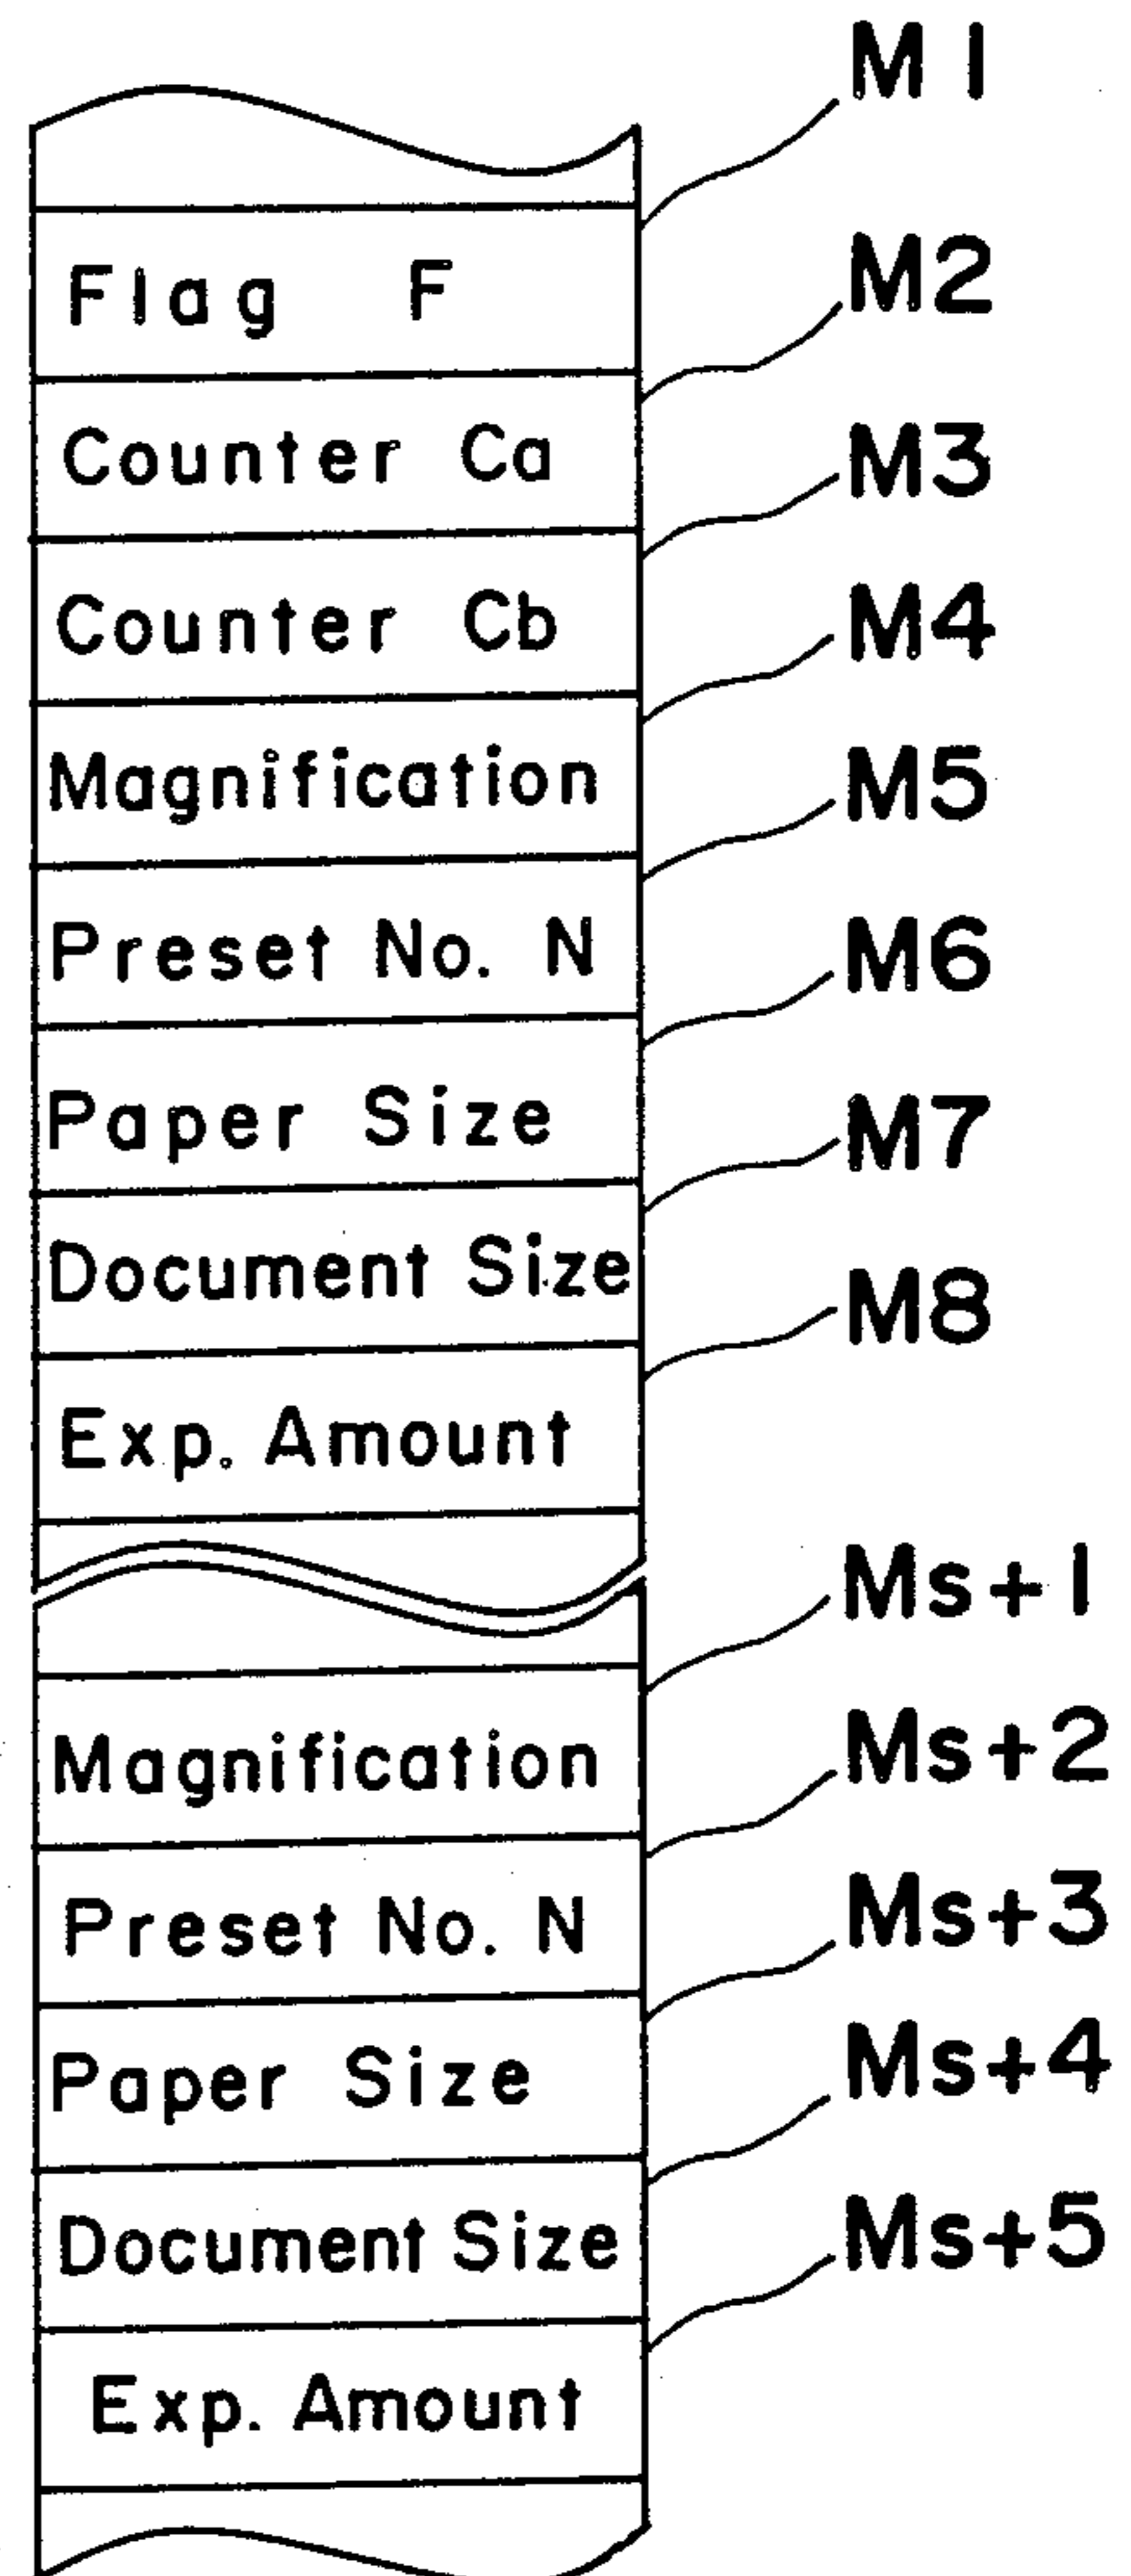 M1
Flag F
M2
Counter Ca
M3
Counter Cb
M4
Magnification
M5
Preset No. N
M6
Paper Size
M7
Document Size
M8
Exp. Amount
Ms+1
Magnification
Ms+2
Preset No. N
Ms+3
Paper Size
Ms+4
Document Size
Ms+5
Exp. Amount